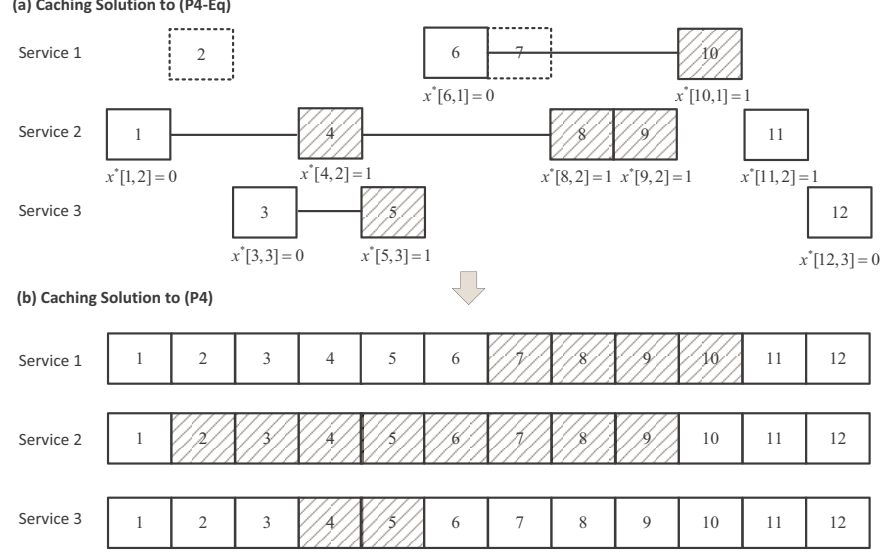 (a) Caching Solution to (P4-Eq)
Service 1 2 6 7 10
x*[6,1]=0 x*[10,1]=1
Service 2 1 4 8 9 11
x*[1,2]=0 x*[4,2]=1 x*[8,2]=1 x*[9,2]=1 x*[11,2]=1
Service 3 3 5 12
x*[3,3]=0 x*[5,3]=1 x*[12,3]=0
(b) Caching Solution to (P4)
Service 1 1 2 3 4 5 6 7 8 9 10 11 12
Service 2 1 2 3 4 5 6 7 8 9 10 11 12
Service 3 1 2 3 4 5 6 7 8 9 10 11 12